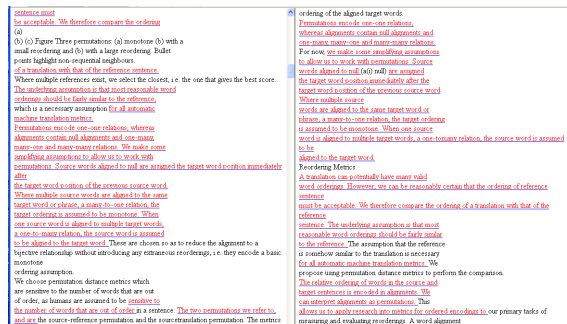 sentence must
be acceptable. We therefore compare the ordering
(a)
(b) (c) Figure Three permutations: (a) monotone (b) with a
small reordering and (b) with a large reordering. Bullet
points highlight non-sequential neighbours.
of a translation with that of the reference sentence.
Where multiple references exist, we select the closest, i.e. the one that gives the best score.
The underlying assumption is that most reasonable word
orderings should be fairly similar to the reference,
which is a necessary assumption for all automatic
machine translation metrics.
Permutations encode one-one relations, whereas
alignments contain null alignments and one-many,
many-one and many-many relations. We make some
simplifying assumptions to allow us to work with
permutations. Source words aligned to null are assigned the target word position immediately
after
the target word position of the previous source word.
Where multiple source words are aligned to the same
target word or phrase, a many-to-one relation, the
target ordering is assumed to be monotone. When
one source word is aligned to multiple target words,
a one-to-many relation, the source word is assumed
to be aligned to the target word. These are chosen so as to reduce the alignment to a
bjective relationship without introducing any extraneous reorderings, i.e. they encode a basic
monotone
ordering assumption.
We choose permutation distance metrics which
are sensitive to the number of words that are out
of order, as humans are assumed to be sensitive to
the number of words that are out of order in a sentence. The two permutations we refer to,
and are the source-reference permutation and the sourcetranslation permutation. The metrics
ordering of the aligned target words.
Permutations encode one-one relations,
whereas alignments contain null alignments and
one-many, many-one and many-many relations.
For now, we make some simplifying assumptions
to allow us to work with permutations. Source
words aligned to null (a(i) null) are assigned
the target word position immediately after the
target word position of the previous source word
Where multiple source
words are aligned to the same target word or
phrase, a many-to-one relation, the target ordering
is assumed to be monotone. When one source
word is aligned to multiple target words, a one-tomany relation, the source word is assumed
to be
aligned to the target word.
Reordering Metrics
A translation can potentially have many valid
word orderings. However, we can be reasonably certain that the ordering of reference
sentence
must be acceptable. We therefore compare the ordering of a translation with that of the
reference
sentence. The underlying assumption is that most
reasonable word orderings should be fairly similar
to the reference. The assumption that the reference
is somehow similar to the translation is necessary
for all automatic machine translation metrics. We
propose using permutation distance metrics to perform the comparison.
The relative ordering of words in the source and
target sentences is encoded in alignments. We
can interpret alignments as permutations. This
allows us to apply research into metrics for ordered encodings to our primary tasks of
measuring and evaluating reorderings. A word alignment